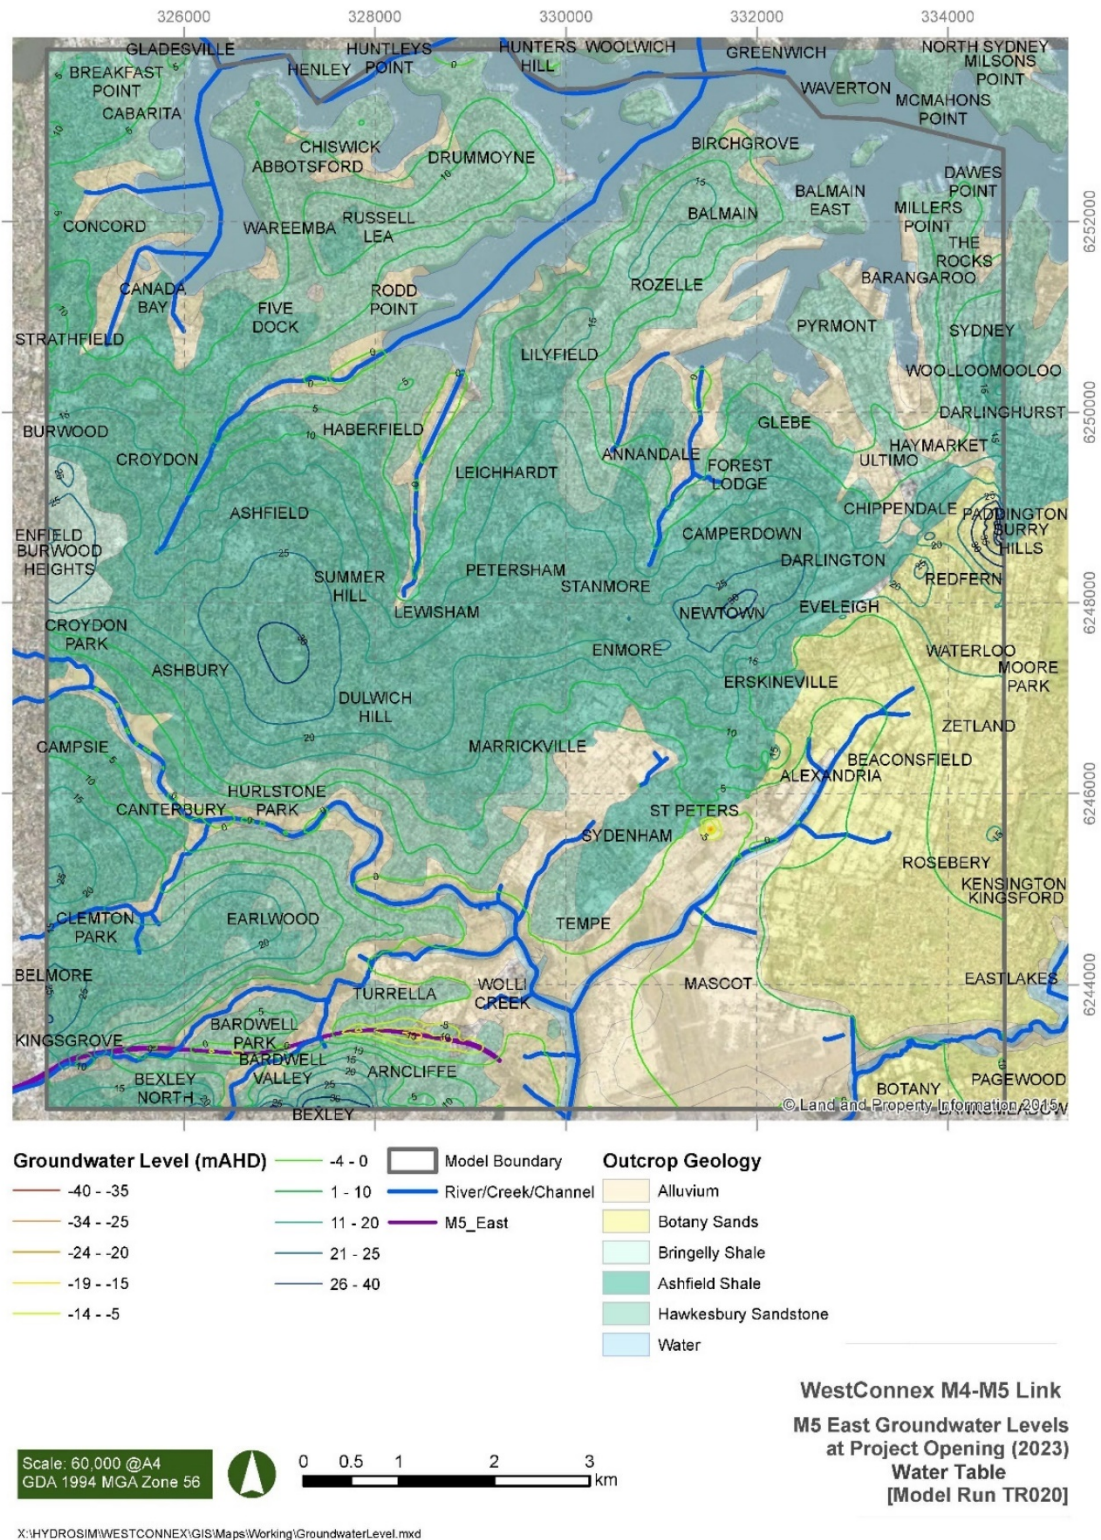 326000
328000
330000
332000
334000
GLADESVILLE
HUNTLEYS
POINT
HENLEY
HUNTERS
HILL
WOOLWICH
GREENWICH
NORTH SYDNEY
MILSONS
POINT
BREAKFAST
POINT
CABARITA
WAVERTON
MCMAHONS
POINT
CHISWICK
ABBOTSFORD
DRUMMOYNE
BIRCHGROVE
DAWES
POINT
CONCORD
WAREEMBA
RUSSELL
LEA
BALMAIN
BALMAIN
EAST
MILLERS
POINT
THE
ROCKS
6252000
CANADA
BAY
FIVE
DOCK
RODD
POINT
ROZELLE
BARANGAROO
STRATHFIELD
LILYFIELD
PYRMONT
SYDNEY
WOOLLOOMOOLOO
BURWOOD
CROYDON
HABERFIELD
LEICHHARDT
ANNANDALE
GLEBE
FOREST
LODGE
DARLINGHURST
HAYMARKET
ULTIMO
6250000
ENFIELD
BURWOOD
HEIGHTS
ASHFIELD
SUMMER
HILL
PETERSHAM
STANMORE
CAMPERDOWN
CHIPPENDALE
DARLINGTON
PADDINGTON
SURRY
HILLS
REDFERN
LEWISHAM
NEWTOWN
EVELEIGH
6248000
CROYDON
PARK
ASHBURY
DULWICH
HILL
ENMORE
ERSKINEVILLE
WATERLOO
MOORE
PARK
CAMPSIE
MARRICKVILLE
ZETLAND
BEACONSFIELD
ALEXANDRIA
HURLSTONE
PARK
CANTERBURY
ST PETERS
SYDENHAM
6246000
ROSEBERY
KENSINGTON
KINGSFORD
CLEMTON
PARK
EARLWOOD
TEMPE
BELMORE
TURRELLA
WOLLI
CREEK
MASCOT
EASTLAKES
6244000
KINGSGROVE
BARDWELL
PARK
BARDWELL
VALLEY
ARNCLIFFE
BEXLEY
NORTH
BEXLEY
BOTANY
PAGEWOOD
BANKSMEADOW
© Land and Property Information 2015
Groundwater Level (mAHD)
-40 - -35
-34 - -25
-24 - -20
-19 - -15
-14 - -5
-4 - 0
1 - 10
11 - 20
21 - 25
26 - 40
Model Boundary
River/Creek/Channel
M5_East
Outcrop Geology
Alluvium
Botany Sands
Bringelly Shale
Ashfield Shale
Hawkesbury Sandstone
Water
WestConnex M4-M5 Link
M5 East Groundwater Levels
at Project Opening (2023)
Water Table
[Model Run TR020]
Scale: 60,000 @A4
GDA 1994 MGA Zone 56
0 0.5 1 2 3
km
X:\HYDROSIM\WESTCONNEX\GIS\Maps\Working\GroundwaterLevel.mxd